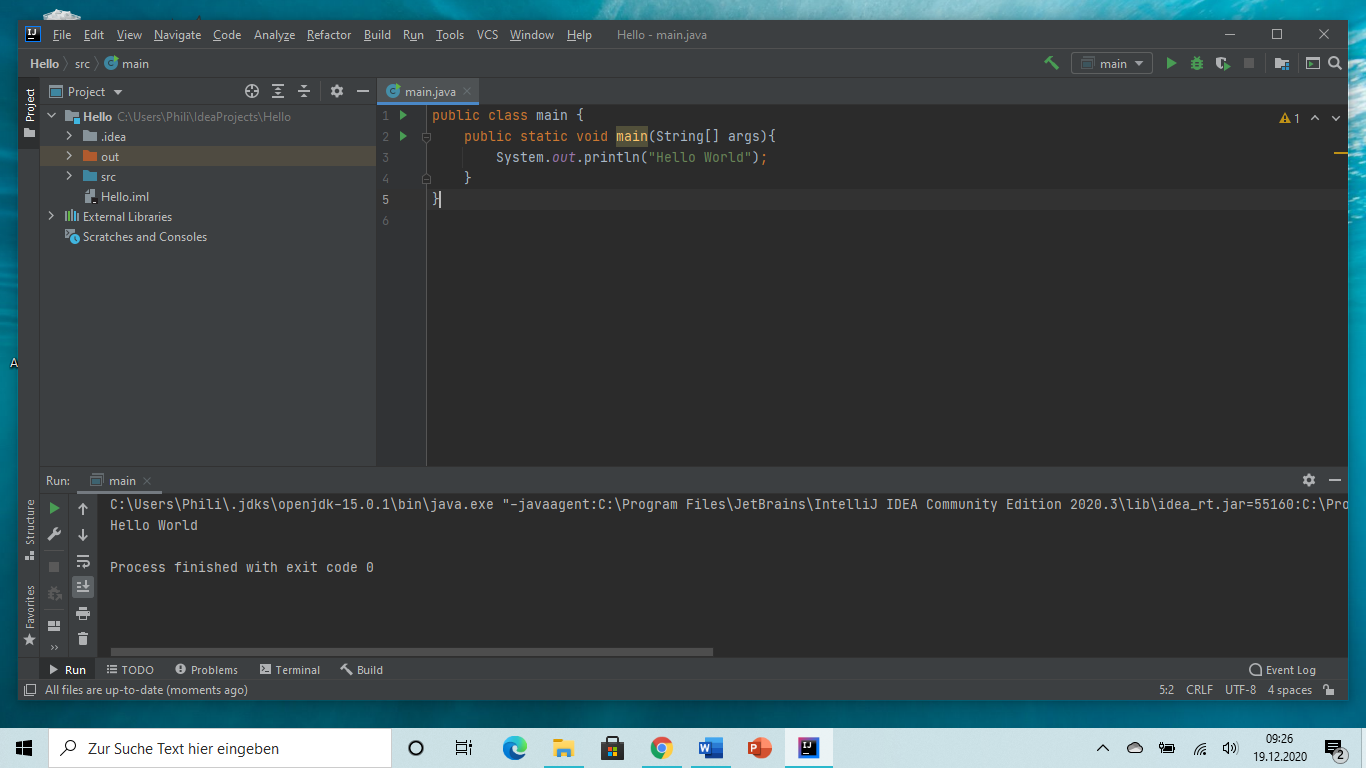 File Edit View Navigate Code Analyze Refactor Build Run Tools VCS Window Help Hello - main.java
Hello src main
main
Project
Project
Hello C:\Users\Phili\IdeaProjects\Hello
.idea
out
src
Hello.iml
External Libraries
Scratches and Consoles
main.java
1 public class main {
2 public static void main(String[] args){
3 System.out.println("Hello World");
4 }
5 }
6
1
A
Run: main
C:\Users\Phili\.jdks\openjdk-15.0.1\bin\java.exe "-javaagent:C:\Program Files\JetBrains\IntelliJ IDEA Community Edition 2020.3\lib\idea_rt.jar=55160:C:\Pro
Hello World
Process finished with exit code 0
Structure
Favorites
Run TODO Problems Terminal Build Event Log
All files are up-to-date (moments ago) 5:2 CRLF UTF-8 4 spaces
Zur Suche Text hier eingeben
09:26
19.12.2020
2